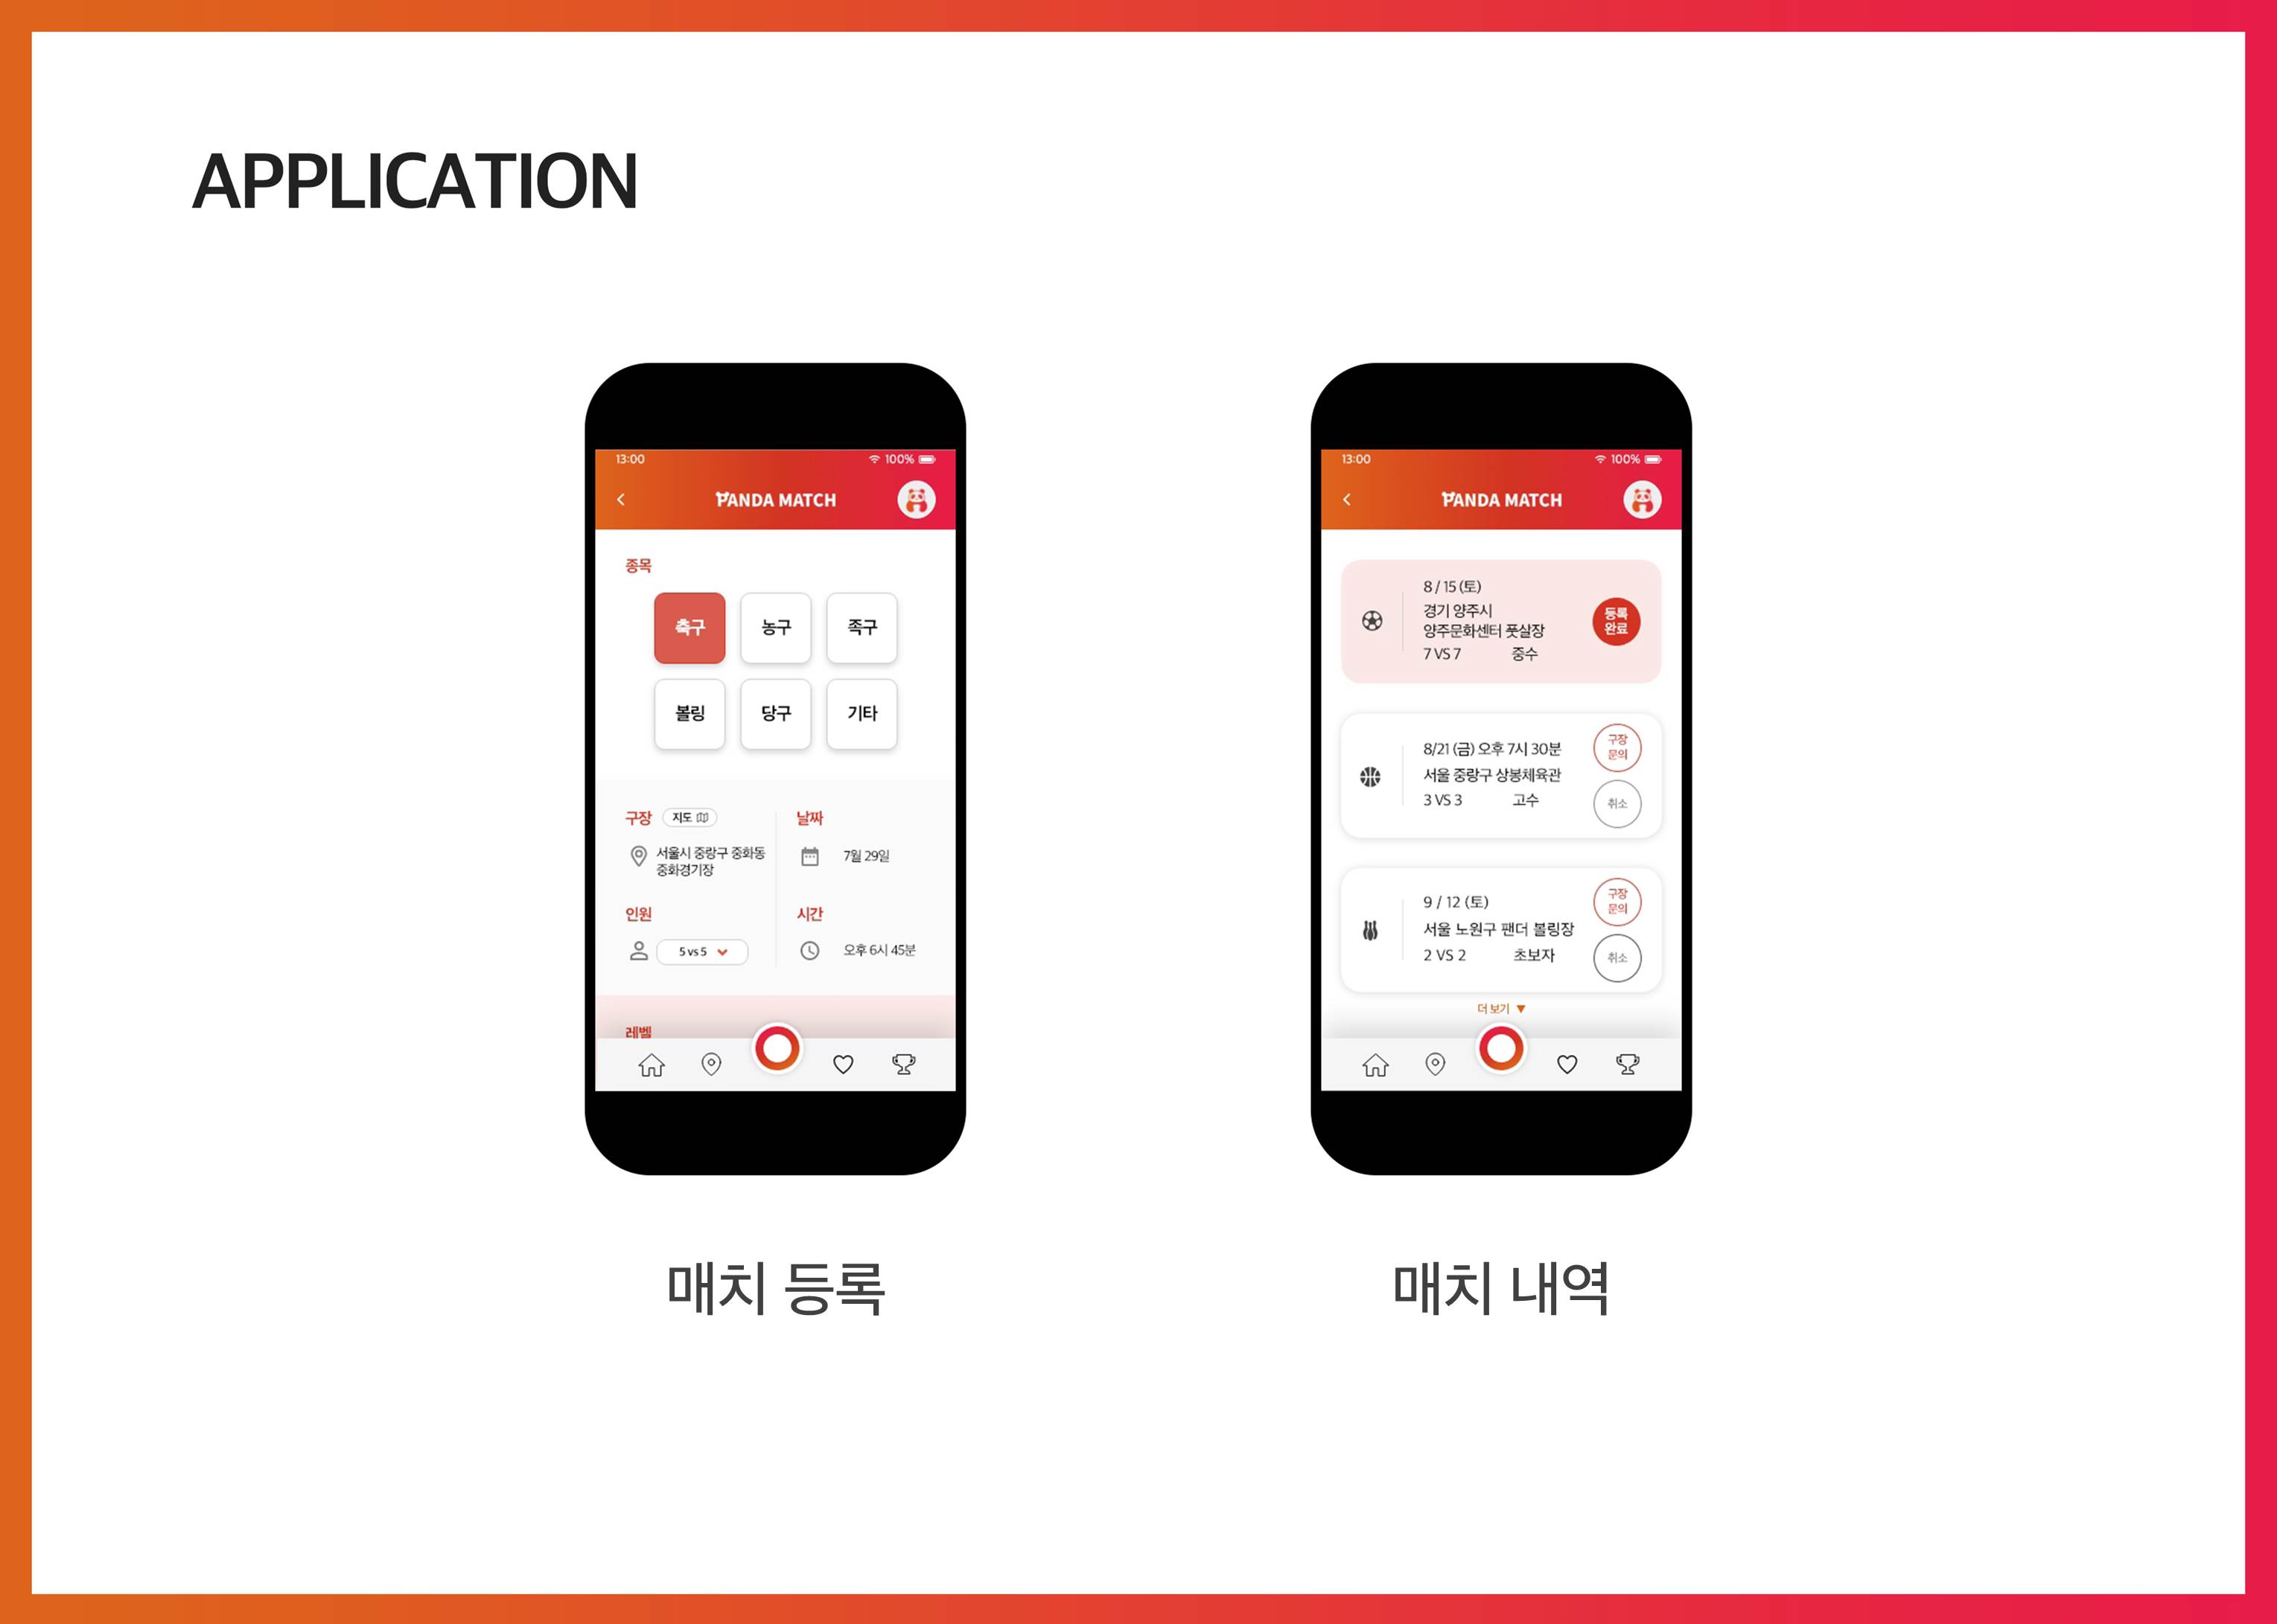 APPLICATION
13:00
100%
PANDA MATCH
종목
축구
농구
족구
볼링
당구
기타
구장
지도
서울시 중랑구 중화동
중화경기장
날짜
7월 29일
인원
5 vs 5
시간
오후 6시 45분
레벨
매치 등록
13:00
100%
PANDA MATCH
8 / 15 (토)
경기 양주시
양주문화센터 풋살장
7 VS 7 중수
등록
완료
8/21 (금) 오후 7시 30분
서울 중랑구 상봉체육관
3 VS 3 고수
구장
문의
취소
9 / 12 (토)
서울 노원구 팬더 볼링장
2 VS 2 초보자
구장
문의
취소
더 보기 ▼
매치 내역